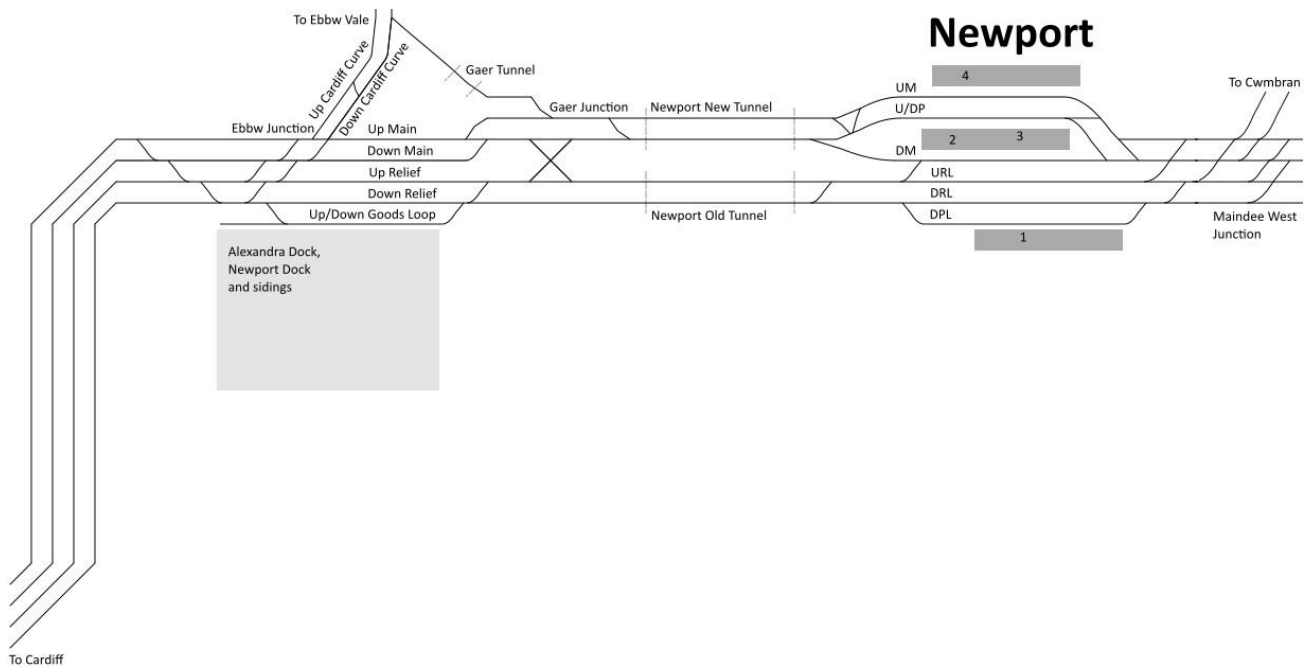 Newport
To Ebbw Vale
Up Cardiff Curve
Down Cardiff Curve
Gaer Tunnel
4
To Cwmbran
UM
Gaer Junction
Newport New Tunnel
U/DP
Ebbw Junction
Up Main
2
3
Down Main
DM
Up Relief
URL
Down Relief
DRL
Up/Down Goods Loop
Newport Old Tunnel
DPL
Maindee West
Junction
1
Alexandra Dock,
Newport Dock
and sidings
To Cardiff